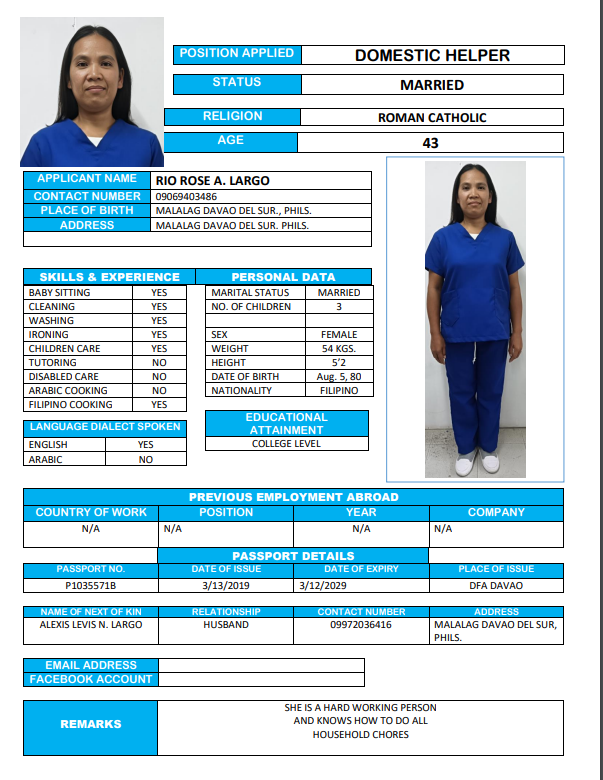 POSITION APPLIED DOMESTIC HELPER
STATUS MARRIED
RELIGION ROMAN CATHOLIC
AGE 43
APPLICANT NAME RIO ROSE A. LARGO
CONTACT NUMBER 09069403486
PLACE OF BIRTH MALALAG DAVAO DEL SUR., PHILS.
ADDRESS MALALAG DAVAO DEL SUR. PHILS.
SKILLS & EXPERIENCE PERSONAL DATA
BABY SITTING YES MARITAL STATUS MARRIED
CLEANING YES NO. OF CHILDREN 3
WASHING YES
IRONING YES SEX FEMALE
CHILDREN CARE YES WEIGHT 54 KGS.
TUTORING NO HEIGHT 5'2
DISABLED CARE NO DATE OF BIRTH Aug. 5, 80
ARABIC COOKING NO NATIONALITY FILIPINO
FILIPINO COOKING YES
LANGUAGE DIALECT SPOKEN
ENGLISH YES
ARABIC NO
EDUCATIONAL
ATTAINMENT
COLLEGE LEVEL
PREVIOUS EMPLOYMENT ABROAD
COUNTRY OF WORK POSITION YEAR COMPANY
N/A N/A N/A N/A
PASSPORT DETAILS
PASSPORT NO. DATE OF ISSUE DATE OF EXPIRY PLACE OF ISSUE
P1035571B 3/13/2019 3/12/2029 DFA DAVAO
NAME OF NEXT OF KIN RELATIONSHIP CONTACT NUMBER ADDRESS
ALEXIS LEVIS N. LARGO HUSBAND 09972036416 MALALAG DAVAO DEL SUR,
PHILS.
EMAIL ADDRESS
FACEBOOK ACCOUNT
REMARKS
SHE IS A HARD WORKING PERSON
AND KNOWS HOW TO DO ALL
HOUSEHOLD CHORES